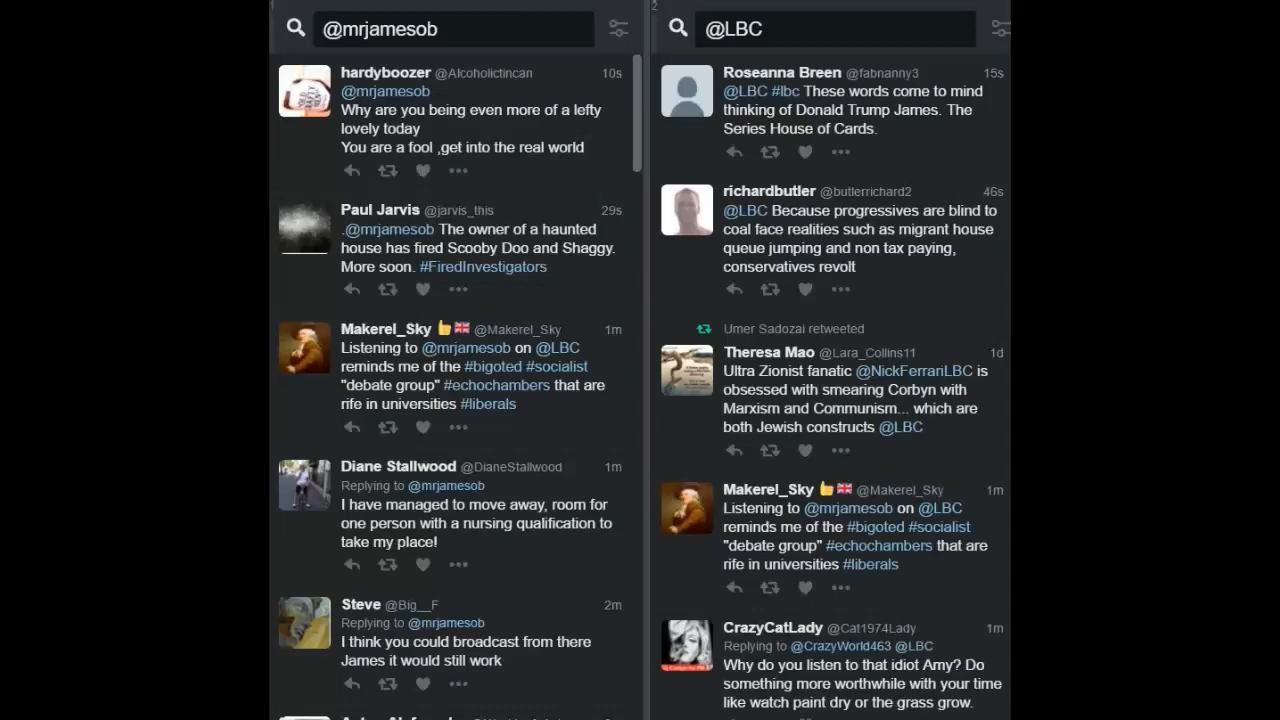 1
@mrjamesob
hardyboozer @Alcoholictincan 10s
@mrjamesob
Why are you being even more of a lefty
lovely today
You are a fool ,get into the real world
Paul Jarvis @jarvis_this 29s
.@mrjamesob The owner of a haunted
house has fired Scooby Doo and Shaggy.
More soon. #FiredInvestigators
Makerel_Sky 👍🇬🇧 @Makerel_Sky 1m
Listening to @mrjamesob on @LBC
reminds me of the #bigoted #socialist
"debate group" #echochambers that are
rife in universities #liberals
Diane Stallwood @DianeStallwood 1m
Replying to @mrjamesob
I have managed to move away, room for
one person with a nursing qualification to
take my place!
Steve @Big__F 2m
Replying to @mrjamesob
I think you could broadcast from there
James it would still work
2
@LBC
Roseanna Breen @fabnanny3 15s
@LBC #lbc These words come to mind
thinking of Donald Trump James. The
Series House of Cards.
richardbutler @butlerrichard2 46s
@LBC Because progressives are blind to
coal face realities such as migrant house
queue jumping and non tax paying,
conservatives revolt
Umer Sadozai retweeted
Theresa Mao @Lara_Collins11 1d
Ultra Zionist fanatic @NickFerrariLBC is
obsessed with smearing Corbyn with
Marxism and Communism... which are
both Jewish constructs @LBC
Makerel_Sky 👍🇬🇧 @Makerel_Sky 1m
Listening to @mrjamesob on @LBC
reminds me of the #bigoted #socialist
"debate group" #echochambers that are
rife in universities #liberals
CrazyCatLady @Cat1974Lady 1m
Replying to @CrazyWorld463 @LBC
Why do you listen to that idiot Amy? Do
something more worthwhile with your time
like watch paint dry or the grass grow.